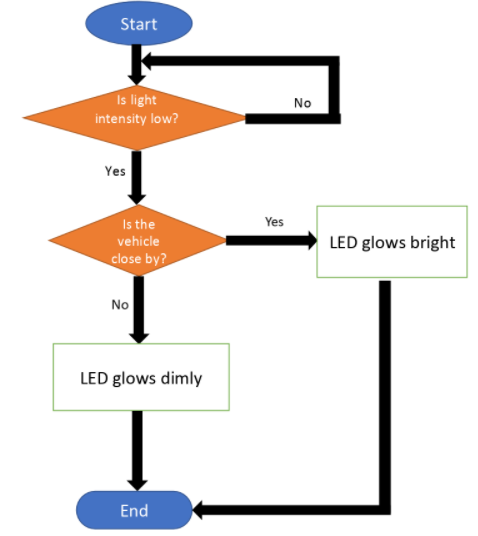 Start
Is light
intensity low?
No
Yes
Is the
vehicle
close by?
Yes
LED glows bright
No
LED glows dimly
End